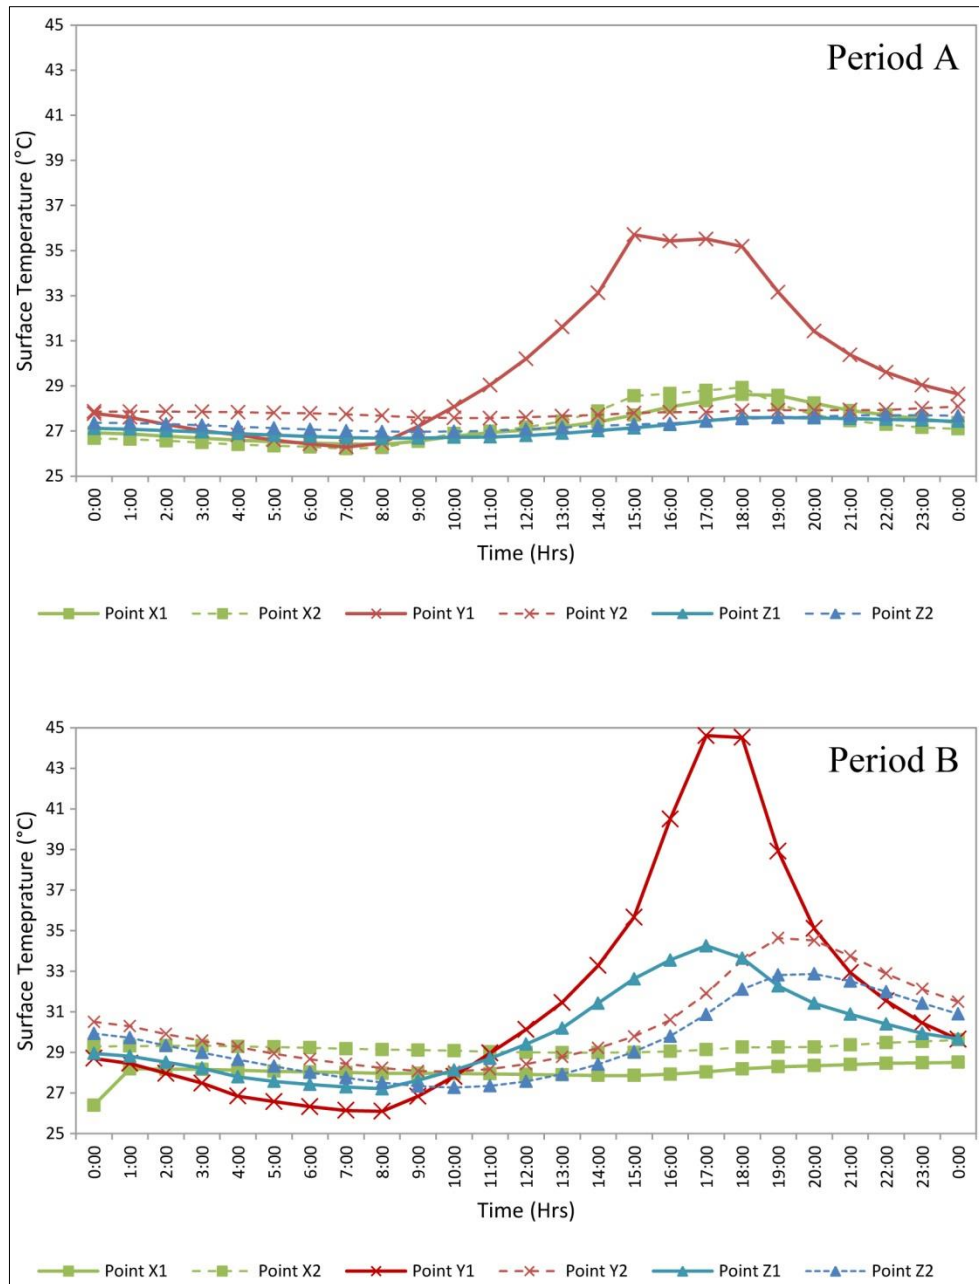 Period A
45
43
41
39
37
35
33
31
29
27
25
Surface Temperature (°C)
0:00 1:00 2:00 3:00 4:00 5:00 6:00 7:00 8:00 9:00 10:00 11:00 12:00 13:00 14:00 15:00 16:00 17:00 18:00 19:00 20:00 21:00 22:00 23:00 0:00
Time (Hrs)
Point X1 Point X2 Point Y1 Point Y2 Point Z1 Point Z2
Period B
45
43
41
39
37
35
33
31
29
27
25
Surface Temeprature (°C)
0:00 1:00 2:00 3:00 4:00 5:00 6:00 7:00 8:00 9:00 10:00 11:00 12:00 13:00 14:00 15:00 16:00 17:00 18:00 19:00 20:00 21:00 22:00 23:00 0:00
Time (Hrs)
Point X1 Point X2 Point Y1 Point Y2 Point Z1 Point Z2